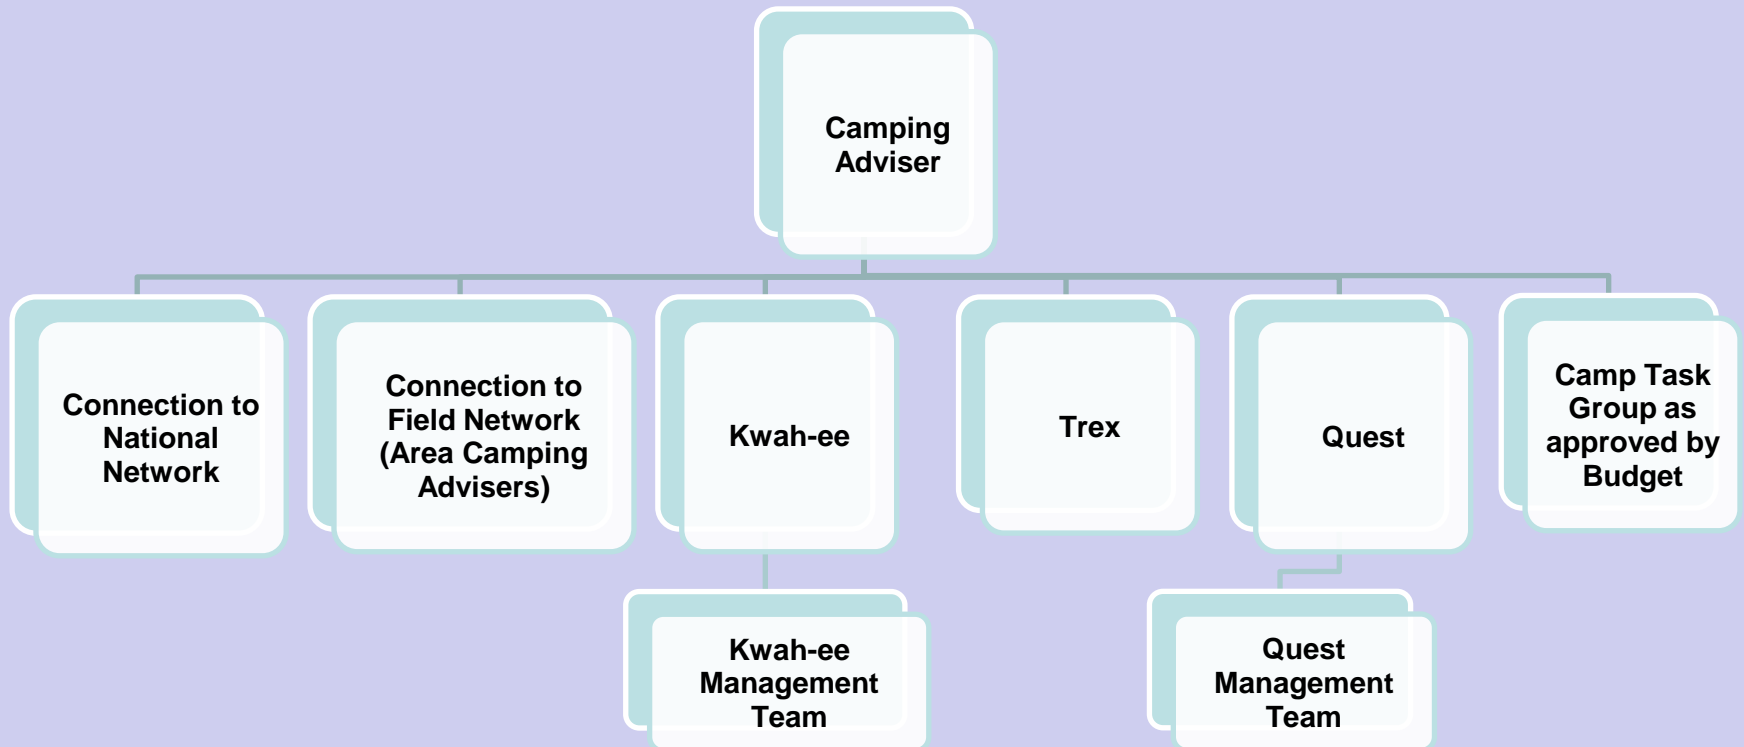 Camping
Adviser
Connection to
National
Network
Connection to
Field Network
(Area Camping
Advisers)
Kwah-ee
Trex
Quest
Camp Task
Group as
approved by
Budget
Kwah-ee
Management
Team
Quest
Management
Team